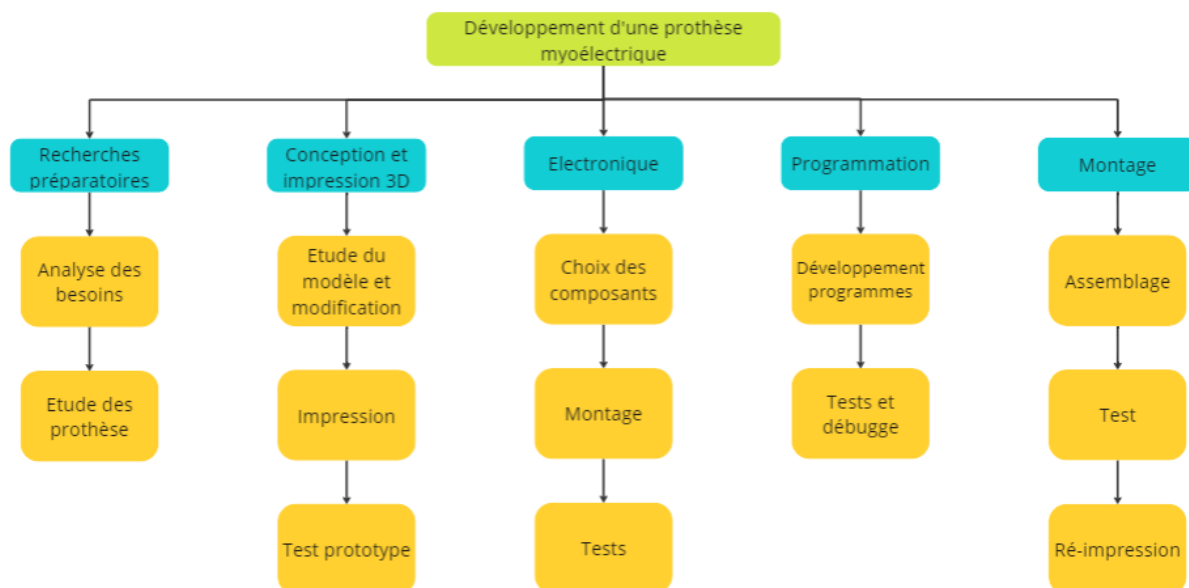 Développement d'une prothèse
myoélectrique
Recherches
préparatoires
Conception et
impression 3D
Electronique
Programmation
Montage
Analyse des
besoins
Etude du
modèle et
modification
Choix des
composants
Développement
programmes
Assemblage
Etude des
prothèse
Impression
Montage
Tests et
débugge
Test
Test prototype
Tests
Ré-impression